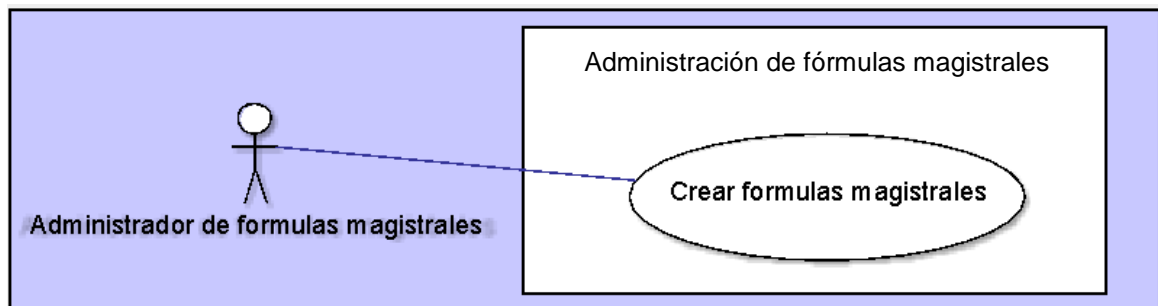 Administración de fórmulas magistrales
Crear formulas magistrales
Administrador de formulas magistrales